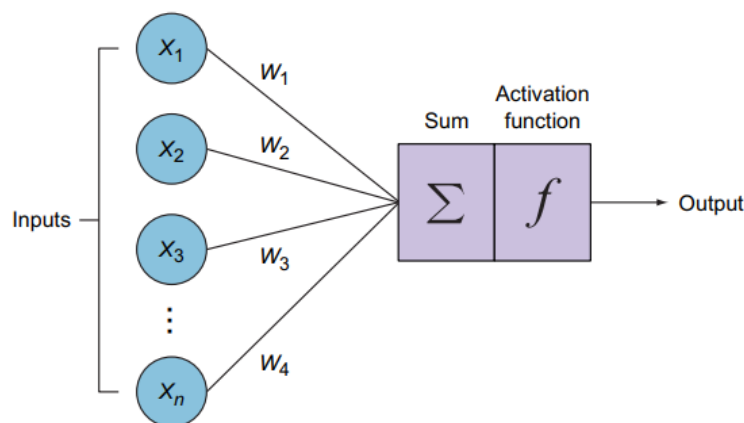 Inputs
X1
X2
X3
⋮
Xn
W1
W2
W3
W4
Sum
Activation
function
Σ
f
Output